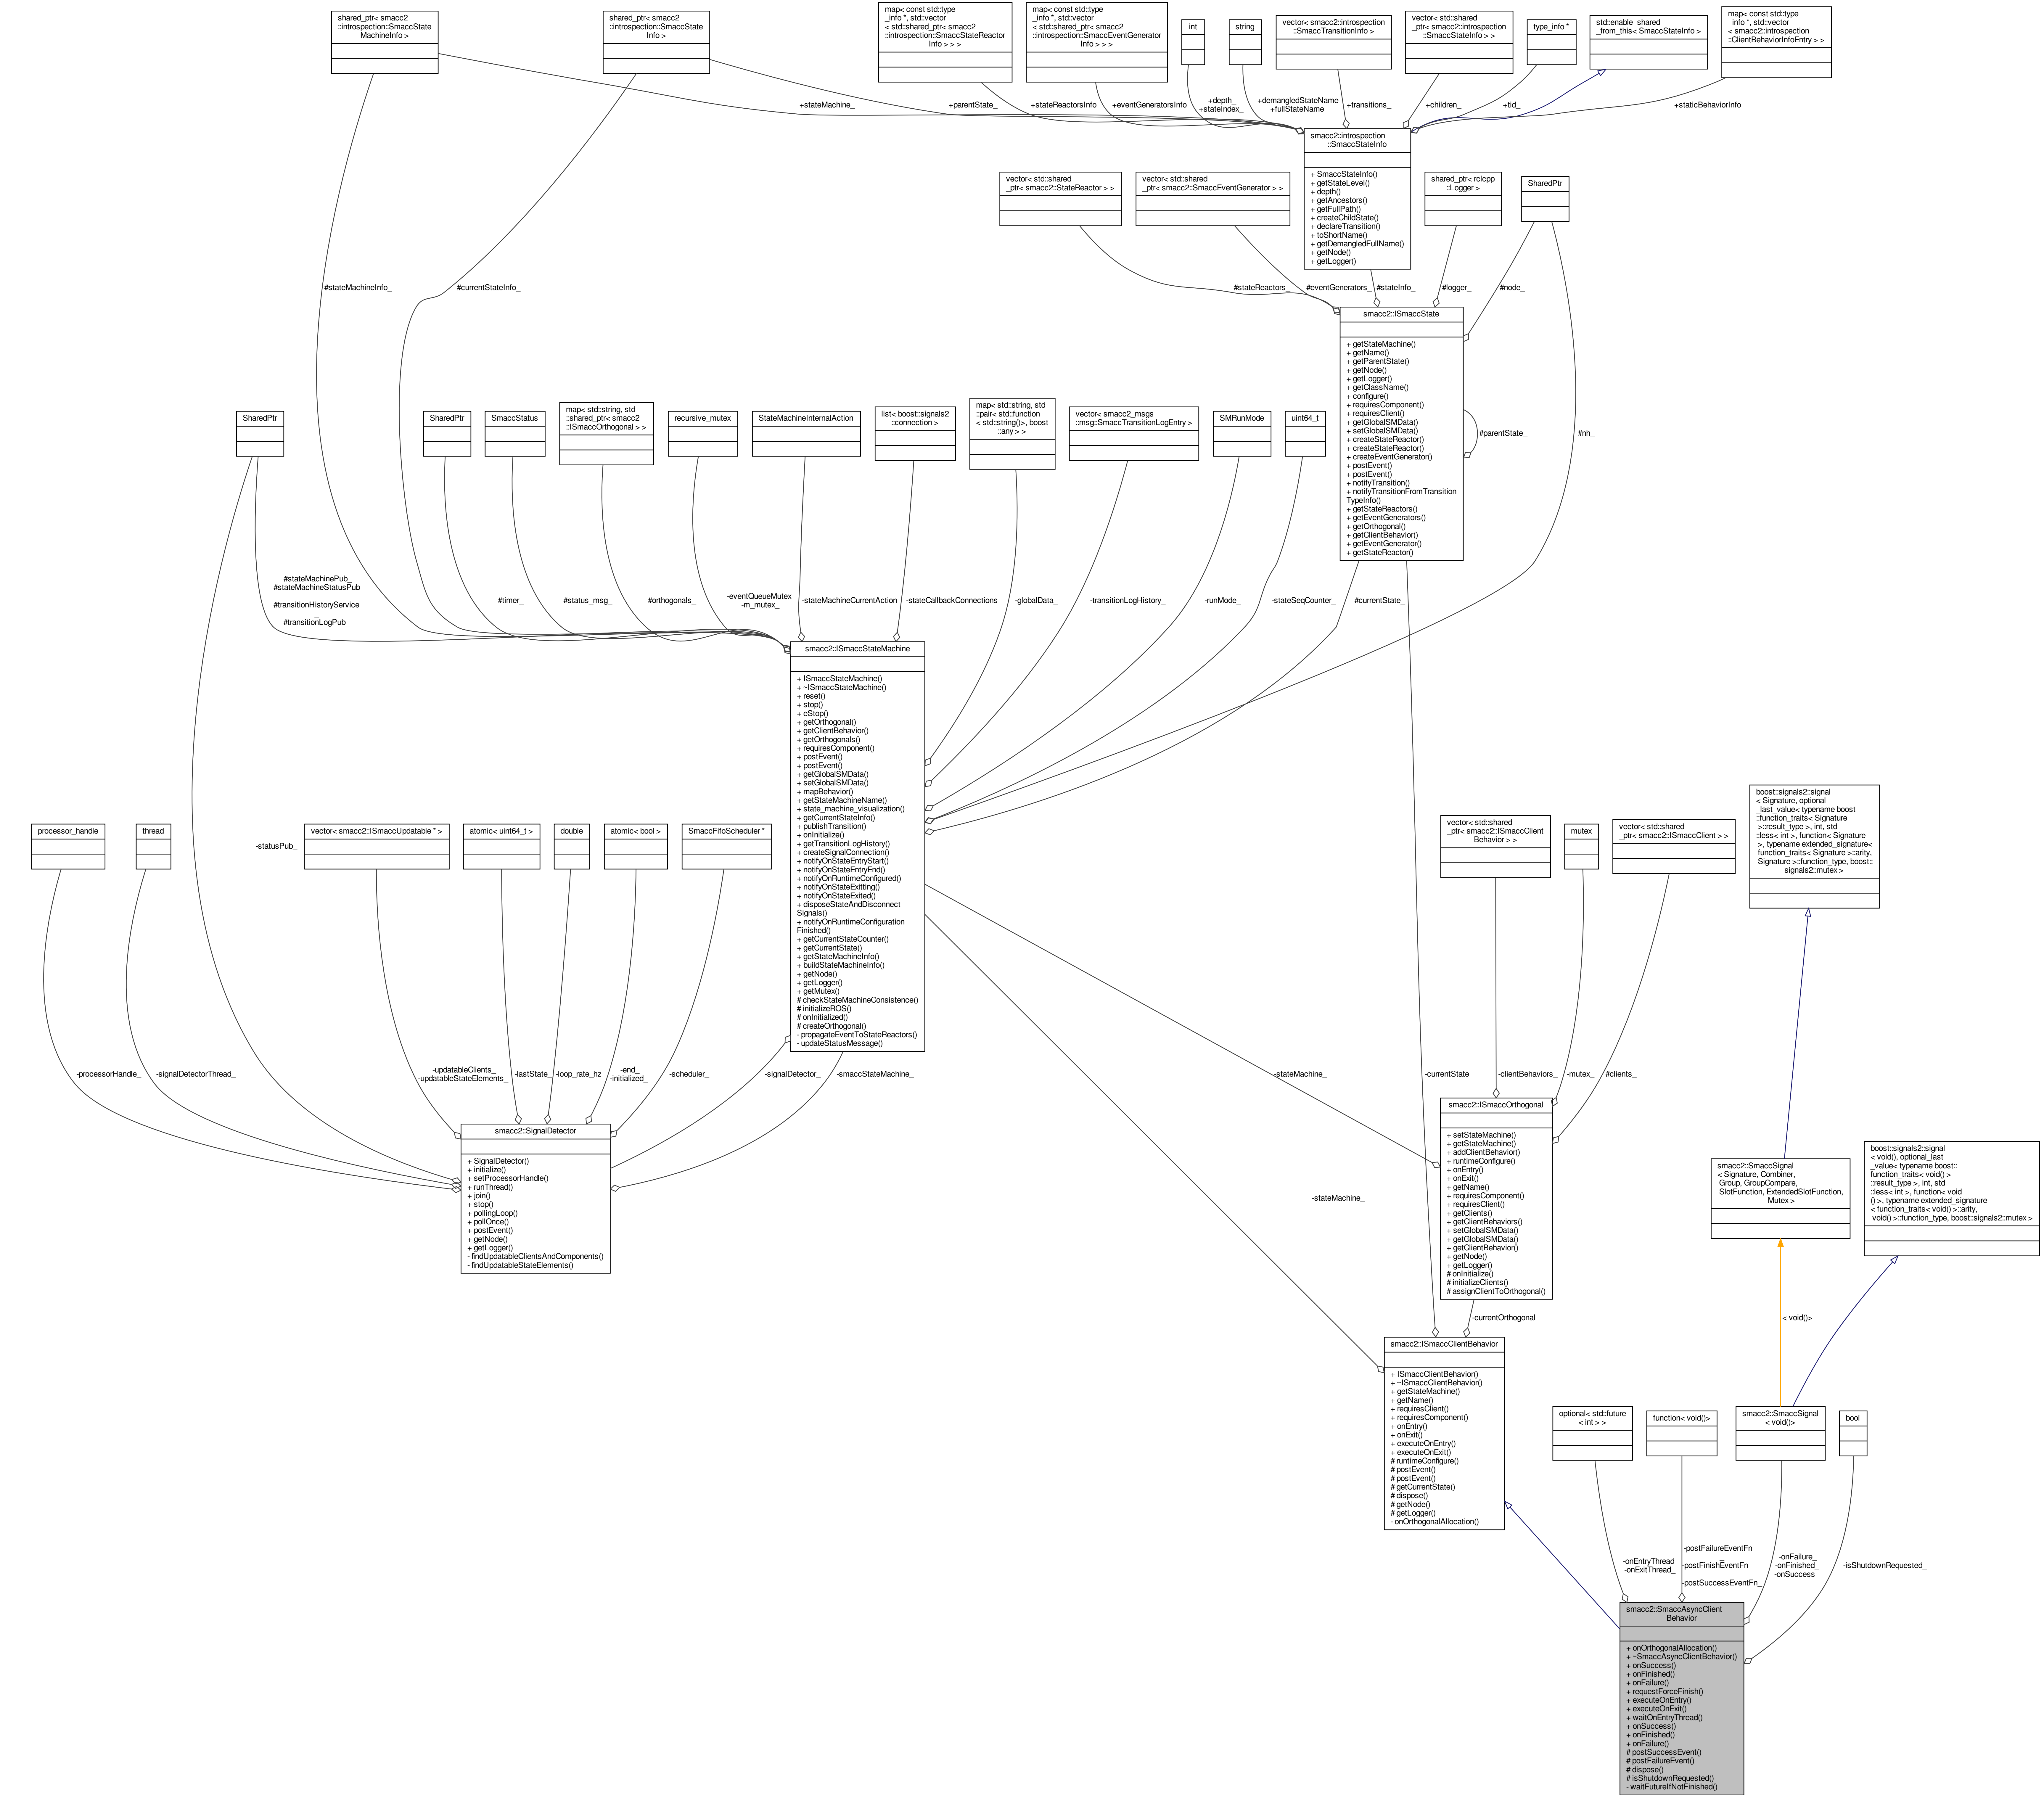 shared_ptr< smacc2
::introspection::SmaccState
MachineInfo >
shared_ptr< smacc2
::introspection::SmaccState
Info >
map< const std::type
_info *, std::vector
< std::shared_ptr< smacc2
::introspection::SmaccStateReactor
Info > > >
map< const std::type
_info *, std::vector
< std::shared_ptr< smacc2
::introspection::SmaccEventGenerator
Info > > >
int
string
vector< smacc2::introspection
::SmaccTransitionInfo >
vector< std::shared
_ptr< smacc2::introspection
::SmaccStateInfo > >
type_info *
std::enable_shared
_from_this< SmaccStateInfo >
map< const std::type
_info *, std::vector
< smacc2::introspection
::ClientBehaviorInfoEntry > >
+stateMachine_
+parentState_
+stateReactorsInfo
+eventGeneratorsInfo
+depth_
+stateIndex_
+demangledStateName
+fullStateName
+transitions_
+children_
+tid_
+staticBehaviorInfo
smacc2::introspection
::SmaccStateInfo
+ SmaccStateInfo()
+ getStateLevel()
+ depth()
+ getAncestors()
+ getFullPath()
+ createChildState()
+ declareTransition()
+ toShortName()
+ getDemangledFullName()
+ getNode()
+ getLogger()
vector< std::shared
_ptr< smacc2::StateReactor > >
vector< std::shared
_ptr< smacc2::SmaccEventGenerator > >
shared_ptr< rclcpp
::Logger >
SharedPtr
#stateMachineInfo_
#currentStateInfo_
#stateReactors_
#eventGenerators_
#stateInfo_
#logger_
#node_
smacc2::ISmaccState
+ getStateMachine()
+ getName()
+ getParentState()
+ getNode()
+ getLogger()
+ getClassName()
+ configure()
+ requiresComponent()
+ requiresClient()
+ getGlobalSMData()
+ setGlobalSMData()
+ createStateReactor()
+ createStateReactor()
+ createEventGenerator()
+ postEvent()
+ postEvent()
+ notifyTransition()
+ notifyTransitionFromTransition
TypeInfo()
+ getStateReactors()
+ getEventGenerators()
+ getOrthogonal()
+ getClientBehavior()
+ getEventGenerator()
+ getStateReactor()
#parentState_
#nh_
SharedPtr
SharedPtr
SmaccStatus
map< std::string, std
::shared_ptr< smacc2
::ISmaccOrthogonal > >
recursive_mutex
StateMachineInternalAction
list< boost::signals2
::connection >
map< std::string, std
::pair< std::function
< std::string()>, boost
::any > >
vector< smacc2_msgs
::msg::SmaccTransitionLogEntry >
SMRunMode
uint64_t
#stateMachinePub_
#stateMachineStatusPub
_
#transitionHistoryService
_
#transitionLogPub_
#timer_
#status_msg_
#orthogonals_
-eventQueueMutex_
-m_mutex_
-stateMachineCurrentAction
-stateCallbackConnections
-globalData_
-transitionLogHistory_
-runMode_
-stateSeqCounter_
#currentState_
smacc2::ISmaccStateMachine
+ ISmaccStateMachine()
+ ~ISmaccStateMachine()
+ reset()
+ stop()
+ eStop()
+ getOrthogonal()
+ getClientBehavior()
+ getOrthogonals()
+ requiresComponent()
+ postEvent()
+ postEvent()
+ getGlobalSMData()
+ setGlobalSMData()
+ mapBehavior()
+ getStateMachineName()
+ state_machine_visualization()
+ getCurrentStateInfo()
+ publishTransition()
+ onInitialize()
+ getTransitionLogHistory()
+ createSignalConnection()
+ notifyOnStateEntryStart()
+ notifyOnStateEntryEnd()
+ notifyOnRuntimeConfigured()
+ notifyOnStateExitting()
+ notifyOnStateExited()
+ disposeStateAndDisconnect
Signals()
+ notifyOnRuntimeConfiguration
Finished()
+ getCurrentStateCounter()
+ getCurrentState()
+ getStateMachineInfo()
+ buildStateMachineInfo()
+ getNode()
+ getLogger()
+ getMutex()
# checkStateMachineConsistence()
# initializeROS()
# onInitialized()
# createOrthogonal()
- propagateEventToStateReactors()
- updateStatusMessage()
processor_handle
thread
-statusPub_
vector< smacc2::ISmaccUpdatable * >
atomic< uint64_t >
double
atomic< bool >
SmaccFifoScheduler *
-processorHandle_
-signalDetectorThread_
-updatableClients_
-updatableStateElements_
-lastState_
-loop_rate_hz
-end_
-initialized_
-scheduler_
-signalDetector_
-smaccStateMachine_
smacc2::SignalDetector
+ SignalDetector()
+ initialize()
+ setProcessorHandle()
+ runThread()
+ join()
+ stop()
+ pollingLoop()
+ pollOnce()
+ postEvent()
+ getNode()
+ getLogger()
- findUpdatableClientsAndComponents()
- findUpdatableStateElements()
vector< std::shared
_ptr< smacc2::ISmaccClient
Behavior > >
mutex
vector< std::shared
_ptr< smacc2::ISmaccClient > >
boost::signals2::signal
< Signature, optional
_last_value< typename boost
::function_traits< Signature
>::result_type >, int, std
::less< int >, function< Signature
>, typename extended_signature<
function_traits< Signature >::arity,
Signature >::function_type, boost::
signals2::mutex >
-stateMachine_
-currentState
-clientBehaviors_
-mutex_
#clients_
smacc2::ISmaccOrthogonal
+ setStateMachine()
+ getStateMachine()
+ addClientBehavior()
+ runtimeConfigure()
+ onEntry()
+ onExit()
+ getName()
+ requiresComponent()
+ requiresClient()
+ getClients()
+ getClientBehaviors()
+ setGlobalSMData()
+ getGlobalSMData()
+ getClientBehavior()
+ getNode()
+ getLogger()
# onInitialize()
# initializeClients()
# assignClientToOrthogonal()
smacc2::SmaccSignal
< Signature, Combiner,
Group, GroupCompare,
SlotFunction, ExtendedSlotFunction,
Mutex >
boost::signals2::signal
< void(), optional_last
_value< typename boost::
function_traits< void() >
::result_type >, int, std
::less< int >, function< void
() >, typename extended_signature
< function_traits< void() >::arity,
void() >::function_type, boost::signals2::mutex >
-stateMachine_
-currentOrthogonal
< void()>
smacc2::ISmaccClientBehavior
+ ISmaccClientBehavior()
+ ~ISmaccClientBehavior()
+ getStateMachine()
+ getName()
+ requiresClient()
+ requiresComponent()
+ onEntry()
+ onExit()
+ executeOnEntry()
+ executeOnExit()
# runtimeConfigure()
# postEvent()
# postEvent()
# getCurrentState()
# dispose()
# getNode()
# getLogger()
- onOrthogonalAllocation()
optional< std::future
< int > >
function< void()>
smacc2::SmaccSignal
< void()>
bool
-onEntryThread_
-onExitThread_
-postFailureEventFn
_
-postFinishEventFn
_
-postSuccessEventFn_
-onFailure_
-onFinished_
-onSuccess_
-isShutdownRequested_
smacc2::SmaccAsyncClient
Behavior
+ onOrthogonalAllocation()
+ ~SmaccAsyncClientBehavior()
+ onSuccess()
+ onFinished()
+ onFailure()
+ requestForceFinish()
+ executeOnEntry()
+ executeOnExit()
+ waitOnEntryThread()
+ onSuccess()
+ onFinished()
+ onFailure()
# postSuccessEvent()
# postFailureEvent()
# dispose()
# isShutdownRequested()
- waitFutureIfNotFinished()